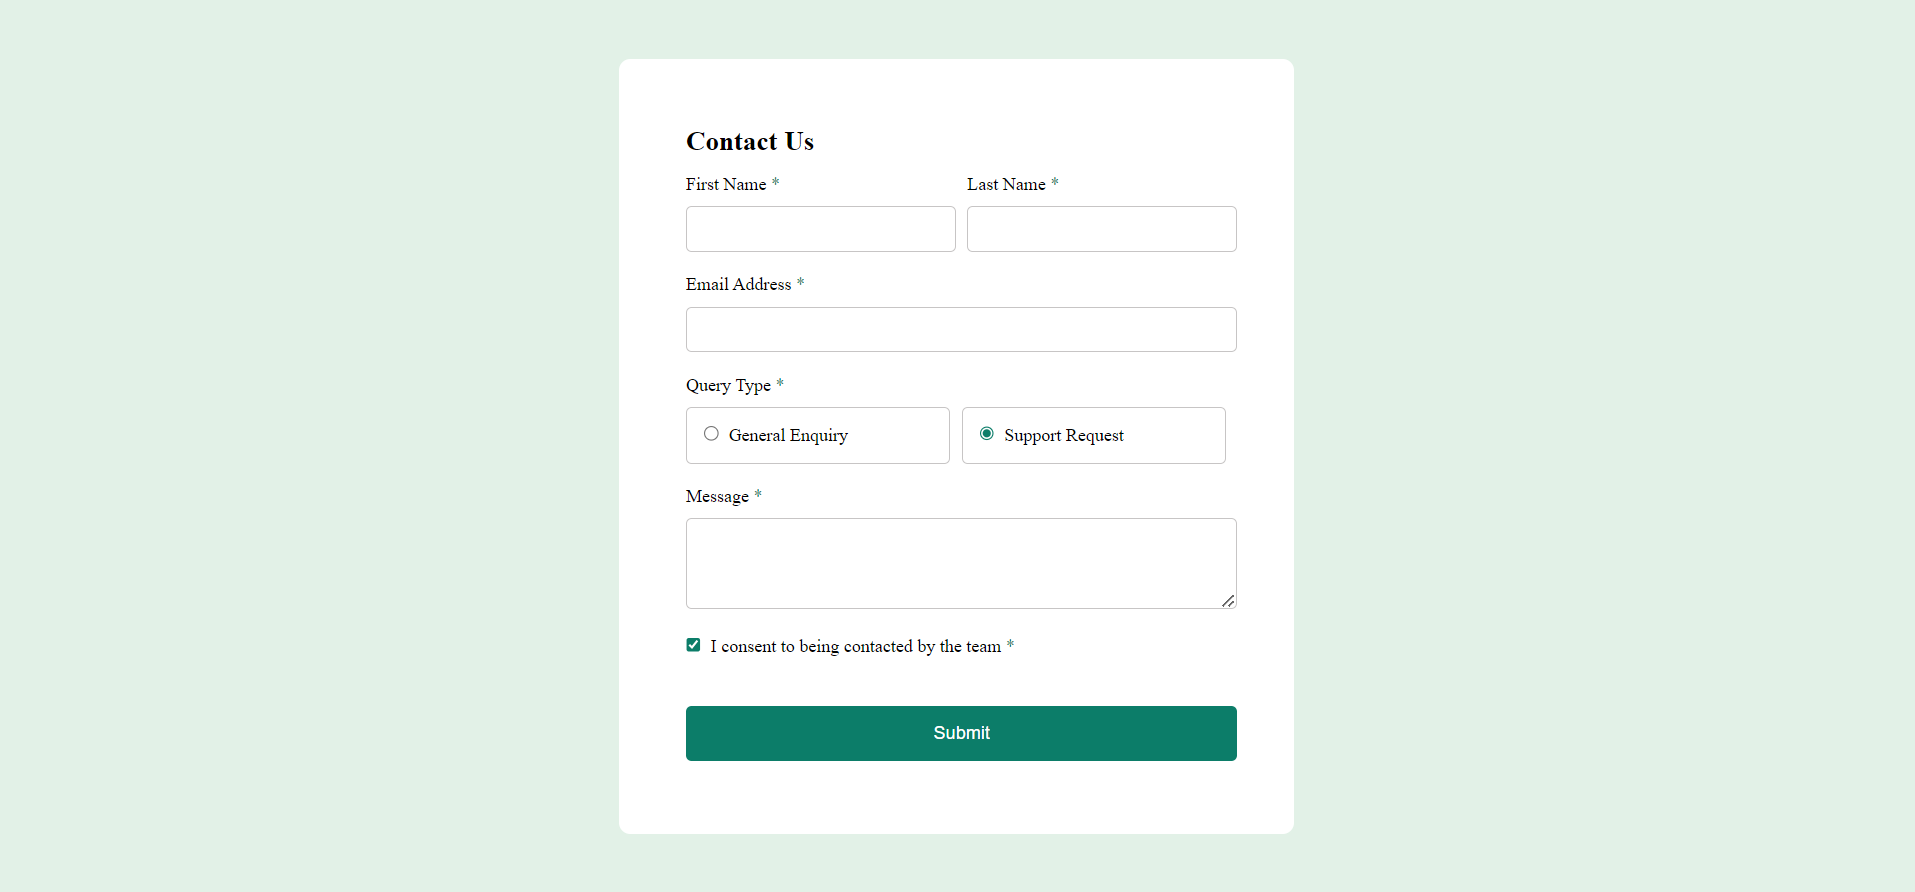 Contact Us
First Name * Last Name *
Email Address *
Query Type *
General Enquiry Support Request
Message *
I consent to being contacted by the team *
Submit